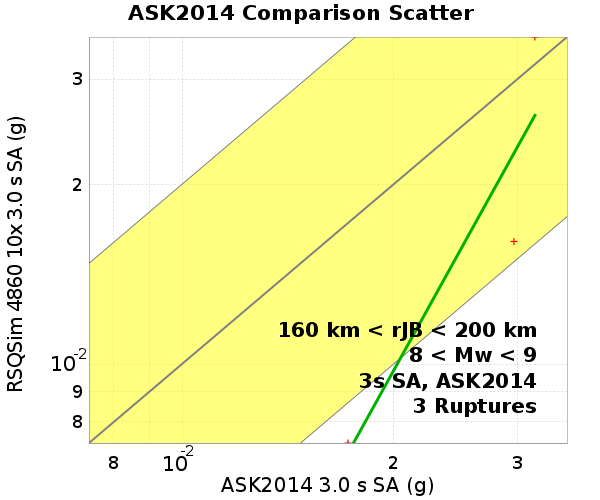 ASK2014 Comparison Scatter
RSQSim 4860 10x 3.0 s SA (g)
3
2
10-2
9
8
160 km < rJB < 200 km
8 < Mw < 9
3s SA, ASK2014
3 Ruptures
8 10-2 2 3
ASK2014 3.0 s SA (g)